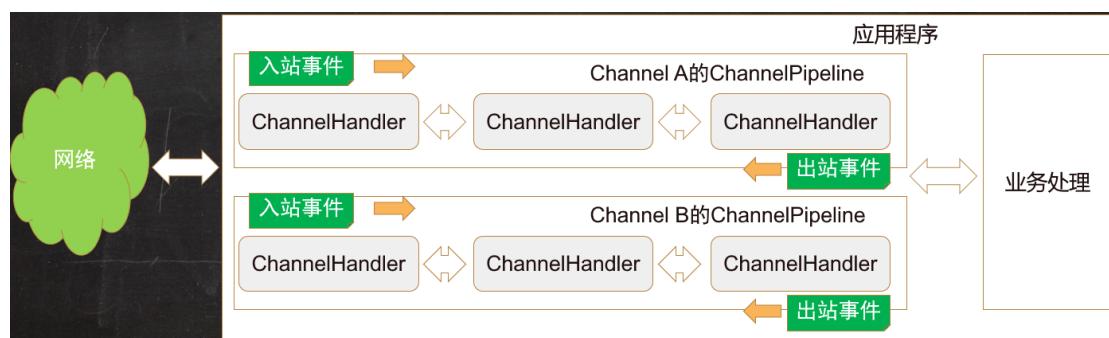 应用程序
入站事件
Channel A的ChannelPipeline
ChannelHandler
ChannelHandler
ChannelHandler
出站事件
网络
入站事件
Channel B的ChannelPipeline
ChannelHandler
ChannelHandler
ChannelHandler
出站事件
业务处理